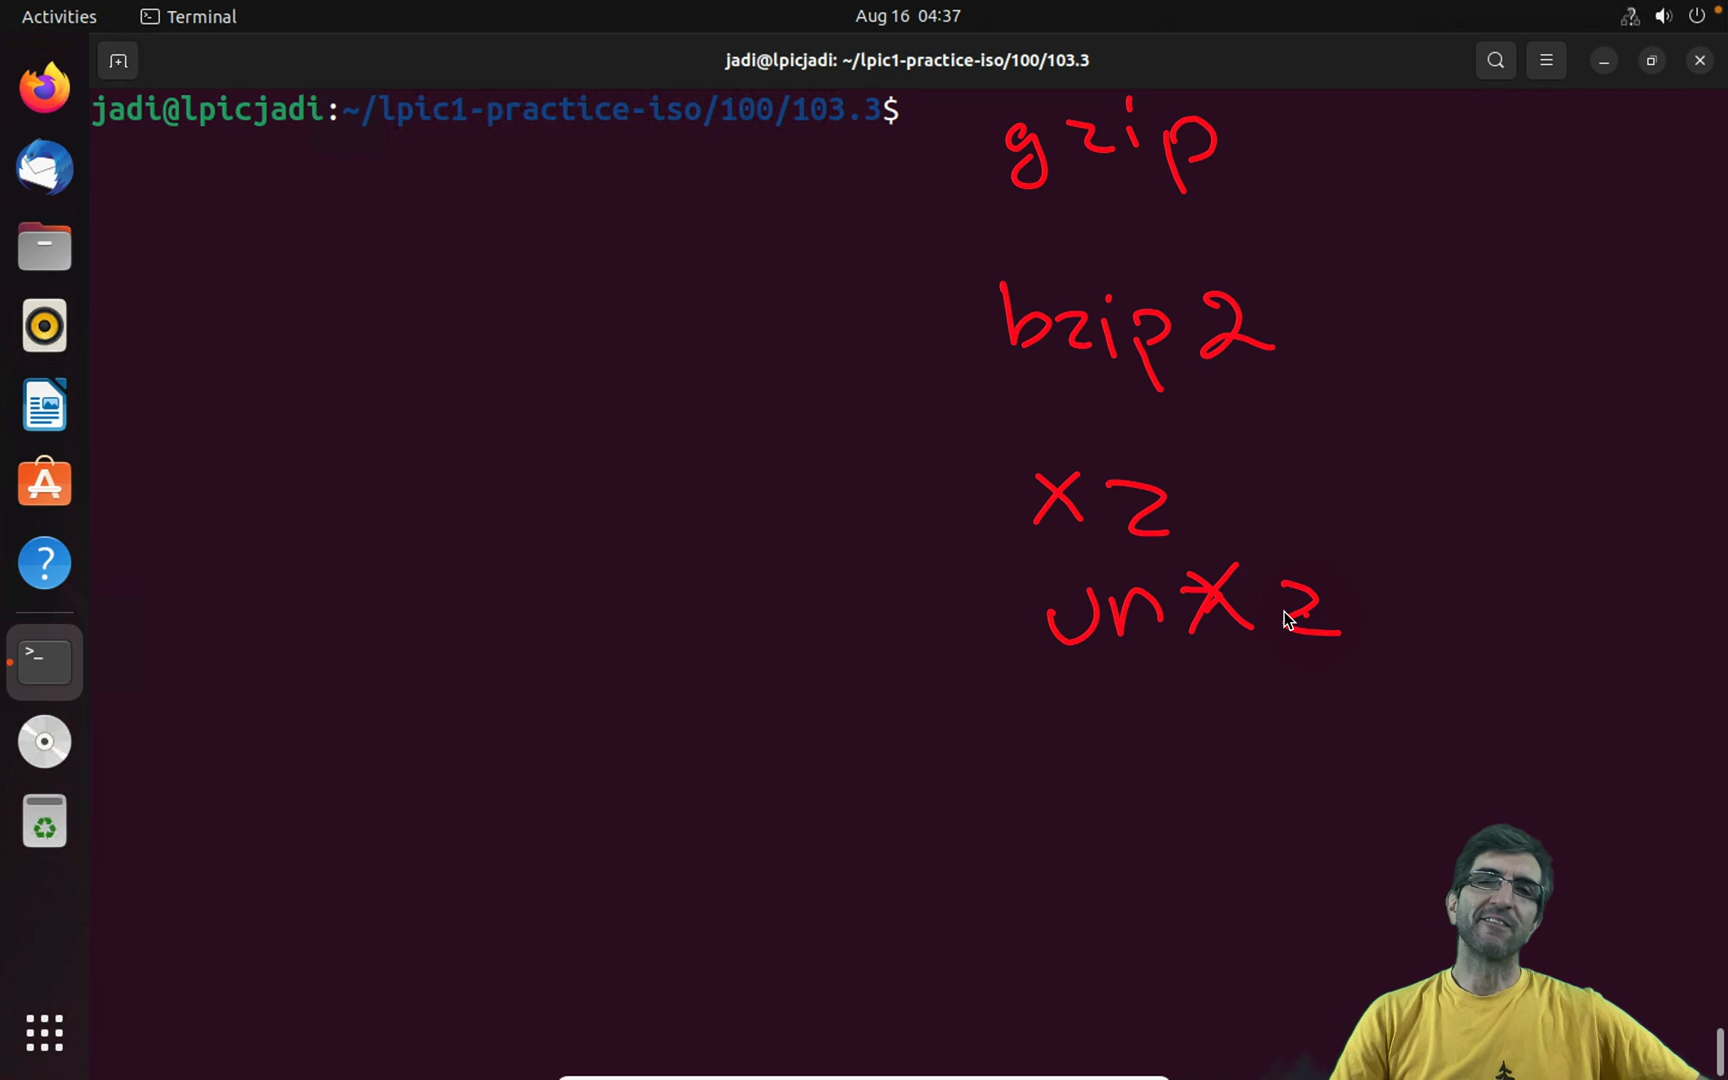 Activities
Terminal
Aug 16 04:37
jadi@lpicjadi: ~/lpic1-practice-iso/100/103.3
jadi@lpicjadi:~/lpic1-practice-iso/100/103.3$
gzip
bzip2
xz
unxz